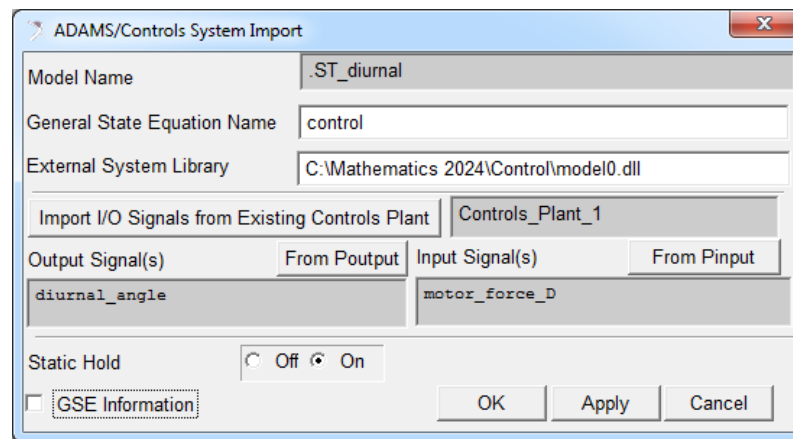 ADAMS/Controls System Import
x
Model Name .ST_diurnal
General State Equation Name control
External System Library C:\Mathematics 2024\Control\model0.dll
Import I/O Signals from Existing Controls Plant Controls_Plant_1
Output Signal(s) From Poutput Input Signal(s) From Pinput
diurnal_angle motor_force_D
Static Hold Off On
GSE Information OK Apply Cancel